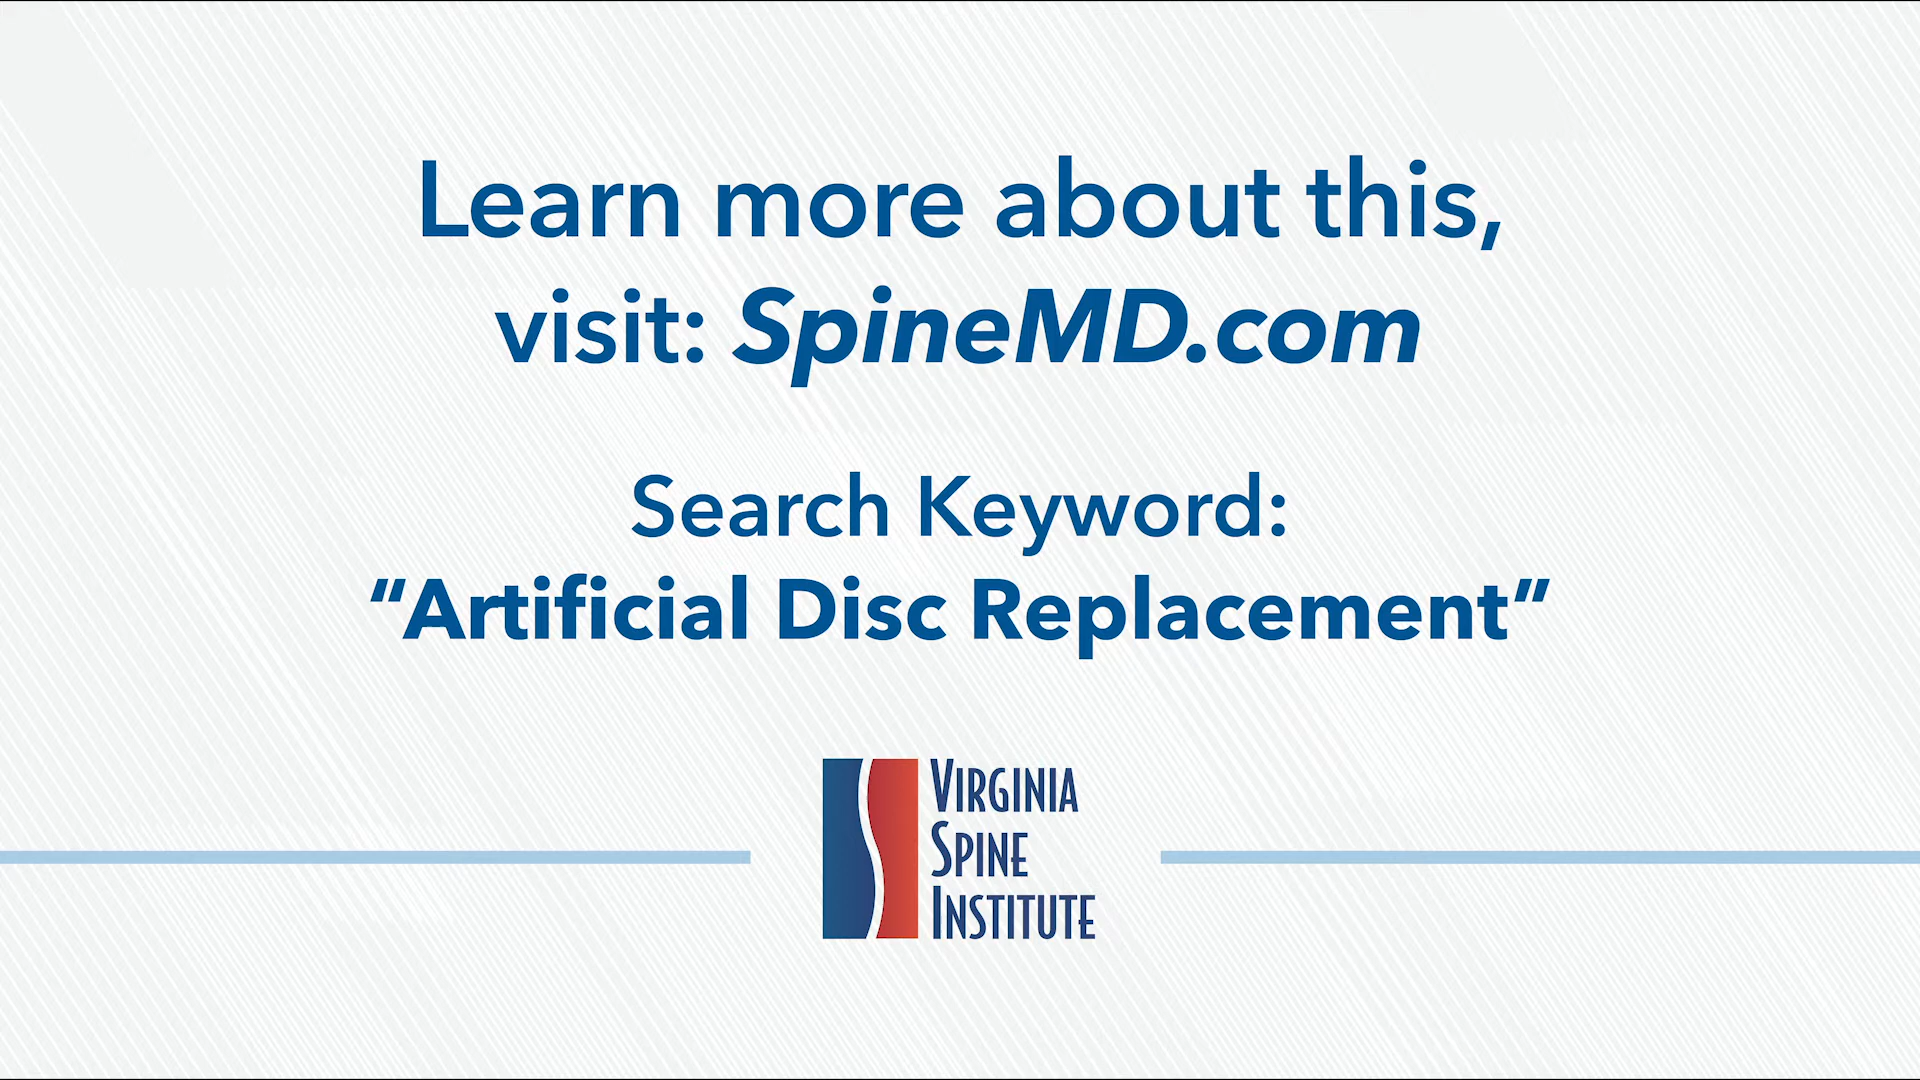 Learn more about this,
visit: SpineMD.com
Search Keyword:
“Artificial Disc Replacement”
VIRGINIA
SPINE
INSTITUTE